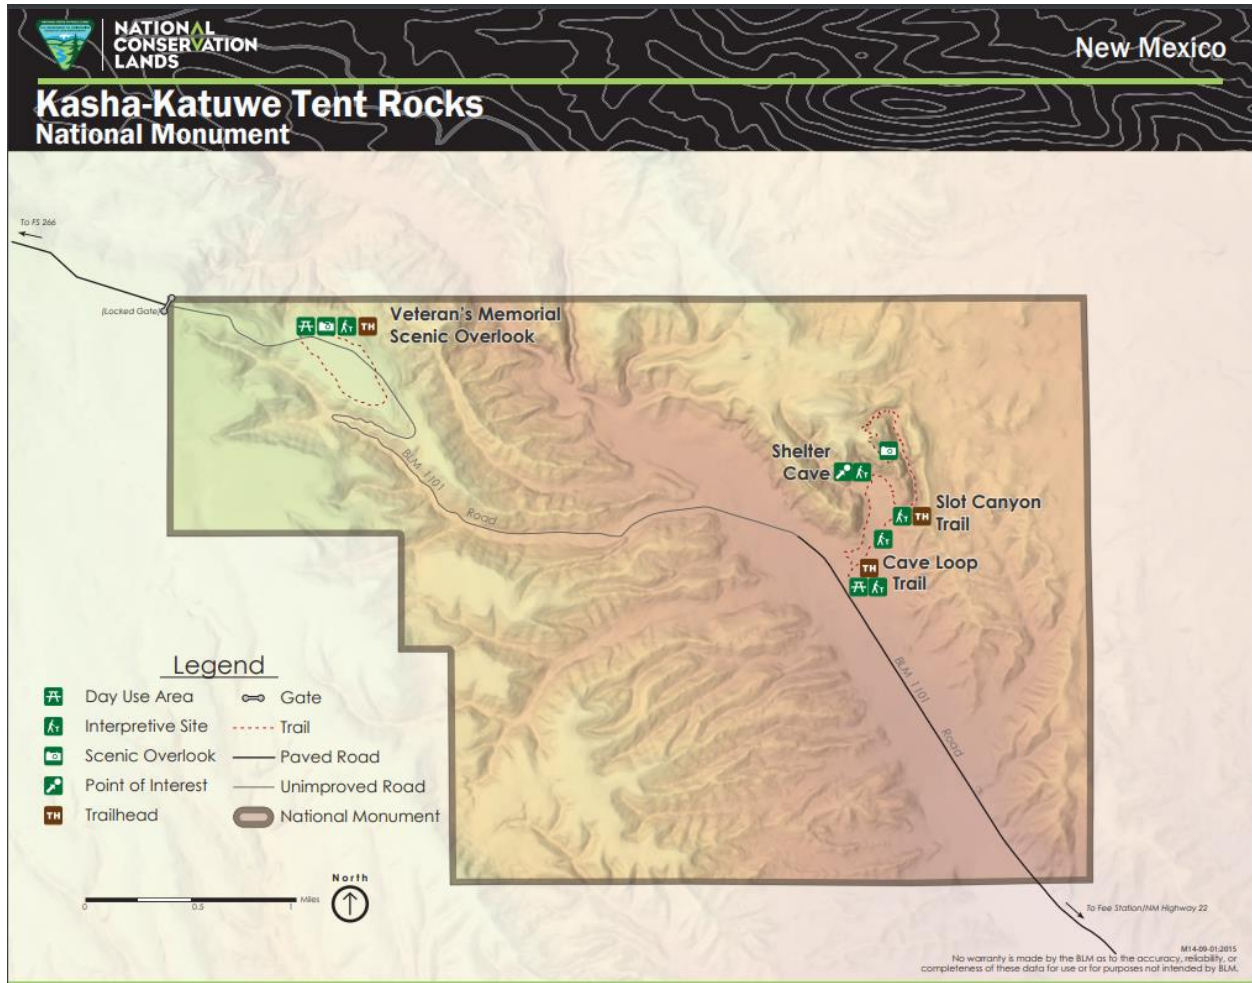 NATIONAL
CONSERVATION
LANDS
New Mexico
Kasha-Katuwe Tent Rocks
National Monument
To FS 266
(Locked Gate)
TH
Veteran's Memorial
Scenic Overlook
BLM 1101
Road
Shelter
Cave
Slot Canyon
TH
Trail
TH
Cave Loop
Trail
BLM 1101
Road
Legend
Day Use Area
Gate
Interpretive Site
Trail
Scenic Overlook
Paved Road
Point of Interest
Unimproved Road
TH
Trailhead
National Monument
North
0
0.5
1
Miles
To Fee Station/NM Highway 22
M14-09-01:2015
No warranty is made by the BLM as to the accuracy, reliability, or
completeness of these data for use or for purposes not intended by BLM.